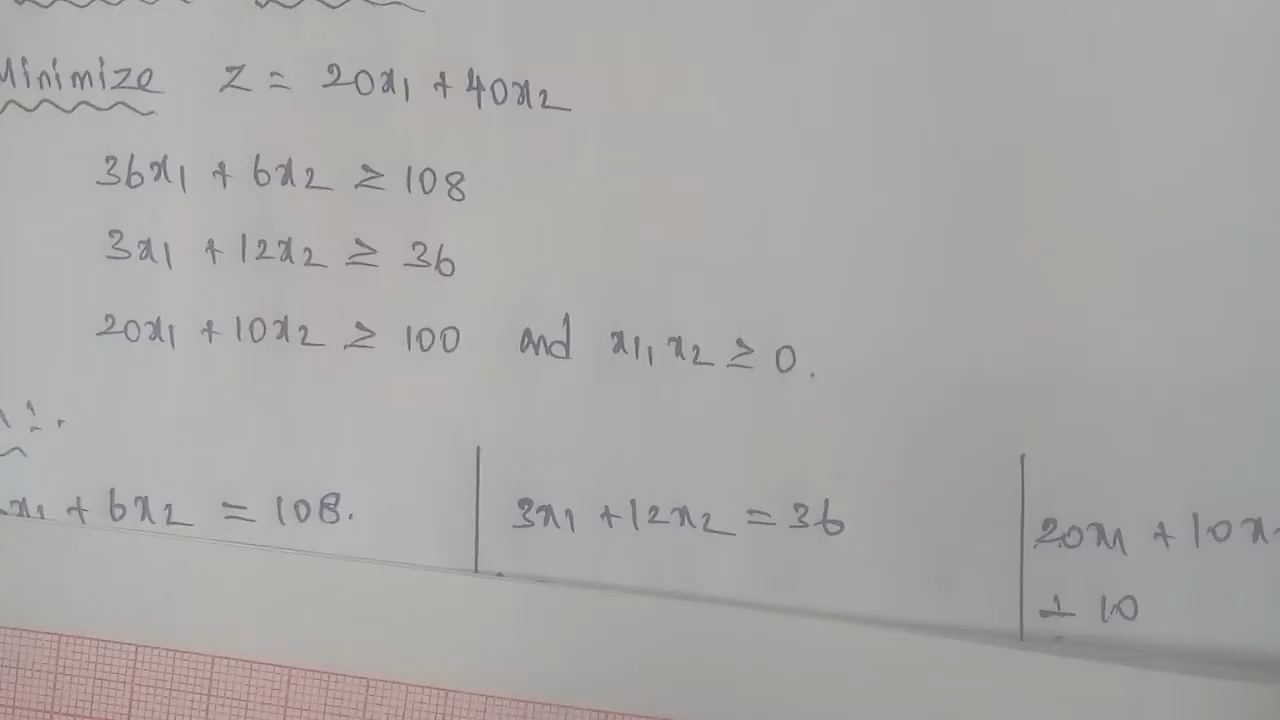 Minimize Z = 20x1 + 40x2
36x1 + 6x2 ≥ 108
3x1 + 12x2 ≥ 36
20x1 + 10x2 ≥ 100 and x1, x2 ≥ 0.
x1 + 6x2 = 108.
3x1 + 12x2 = 36
20x1 + 10x
÷ 10